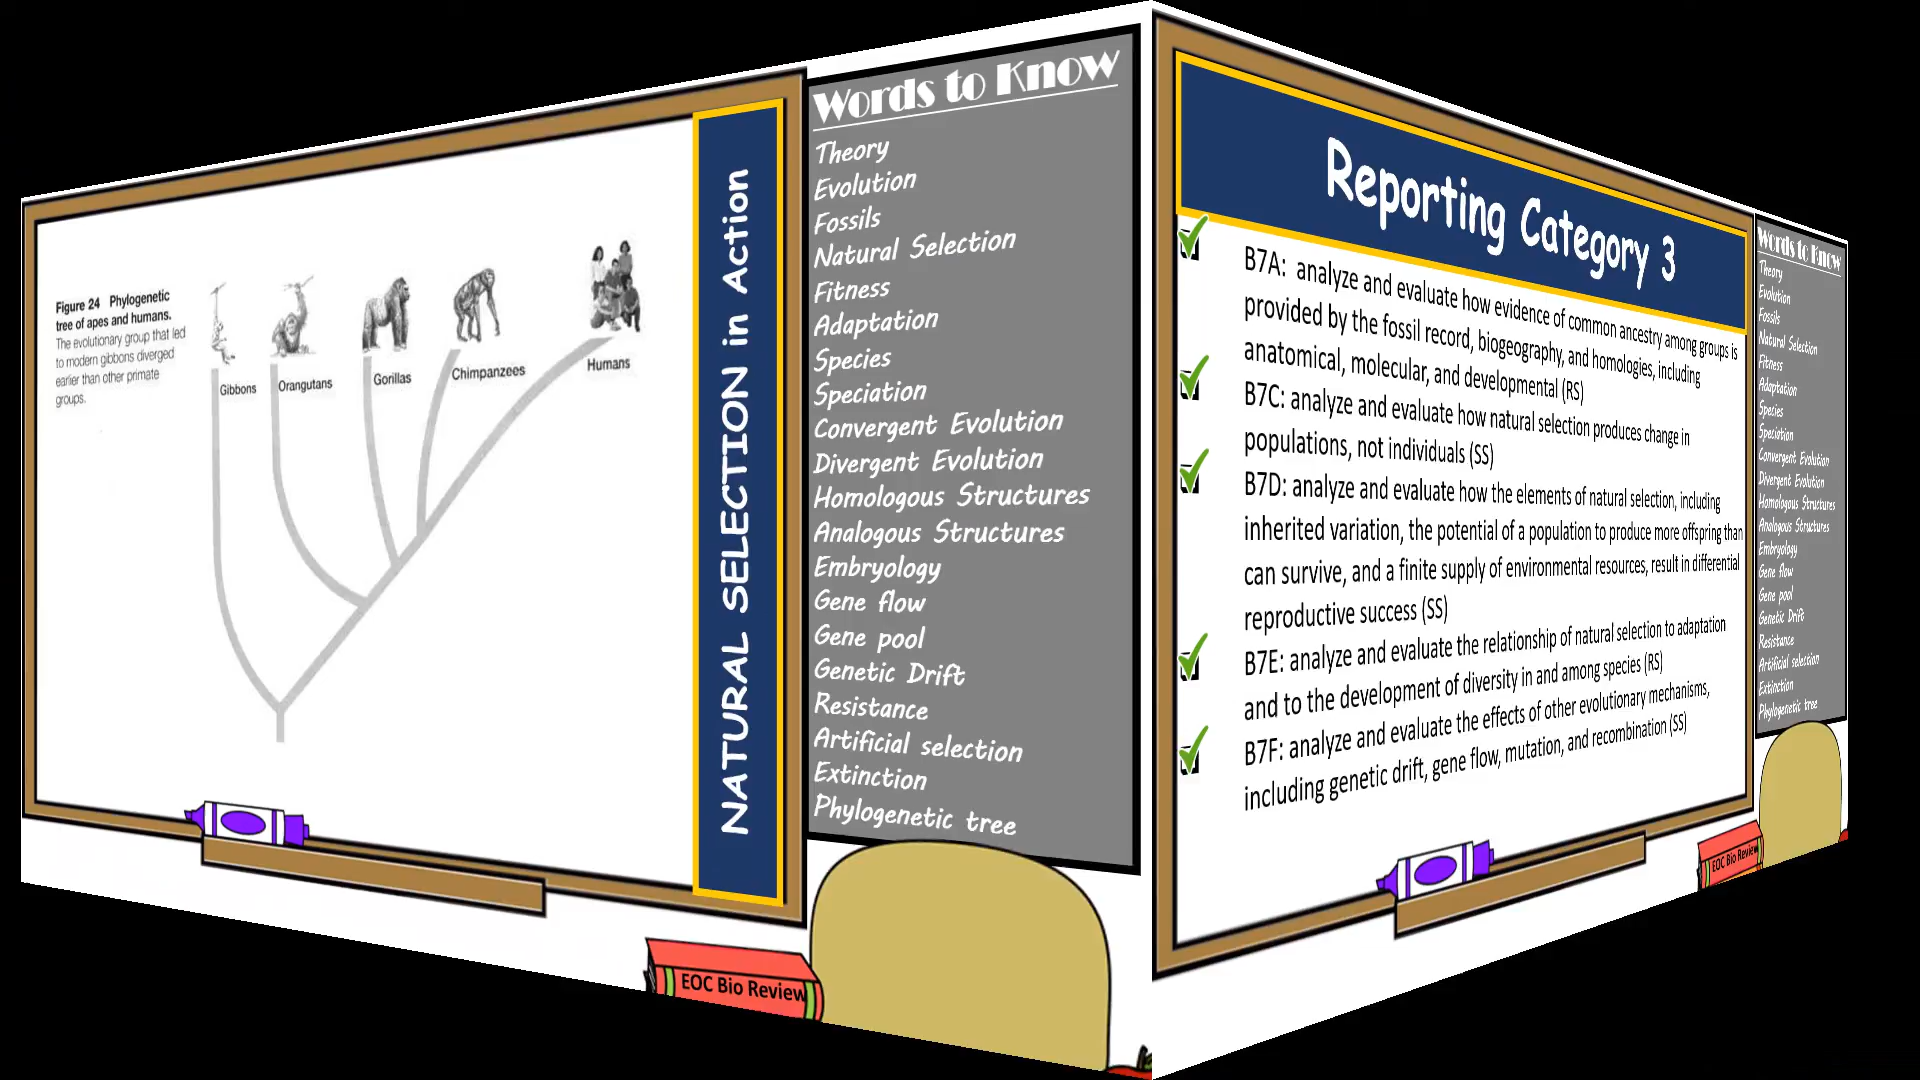 Figure 24 Phylogenetic
tree of apes and humans.
The evolutionary group that led
to modern gibbons diverged
earlier than other primate
groups.
Gibbons
Orangutans
Gorillas
Chimpanzees
Humans
NATURAL SELECTION in Action
Words to Know
Theory
Evolution
Fossils
Natural Selection
Fitness
Adaptation
Species
Speciation
Convergent Evolution
Divergent Evolution
Homologous Structures
Analogous Structures
Embryology
Gene flow
Gene pool
Genetic Drift
Resistance
Artificial selection
Extinction
Phylogenetic tree
EOC Bio Review
Reporting Category 3
B7A: analyze and evaluate how evidence of common ancestry among groups is
provided by the fossil record, biogeography, and homologies, including
anatomical, molecular, and developmental (RS)
B7C: analyze and evaluate how natural selection produces change in
populations, not individuals (SS)
B7D: analyze and evaluate how the elements of natural selection, including
inherited variation, the potential of a population to produce more offspring than
can survive, and a finite supply of environmental resources, result in differential
reproductive success (SS)
B7E: analyze and evaluate the relationship of natural selection to adaptation
and to the development of diversity in and among species (RS)
B7F: analyze and evaluate the effects of other evolutionary mechanisms,
including genetic drift, gene flow, mutation, and recombination (SS)
Words to Know
Theory
Evolution
Fossils
Natural Selection
Fitness
Adaptation
Species
Speciation
Convergent Evolution
Divergent Evolution
Homologous Structures
Analogous Structures
Embryology
Gene flow
Gene pool
Genetic Drift
Resistance
Artificial selection
Extinction
Phylogenetic tree
EOC Bio Review